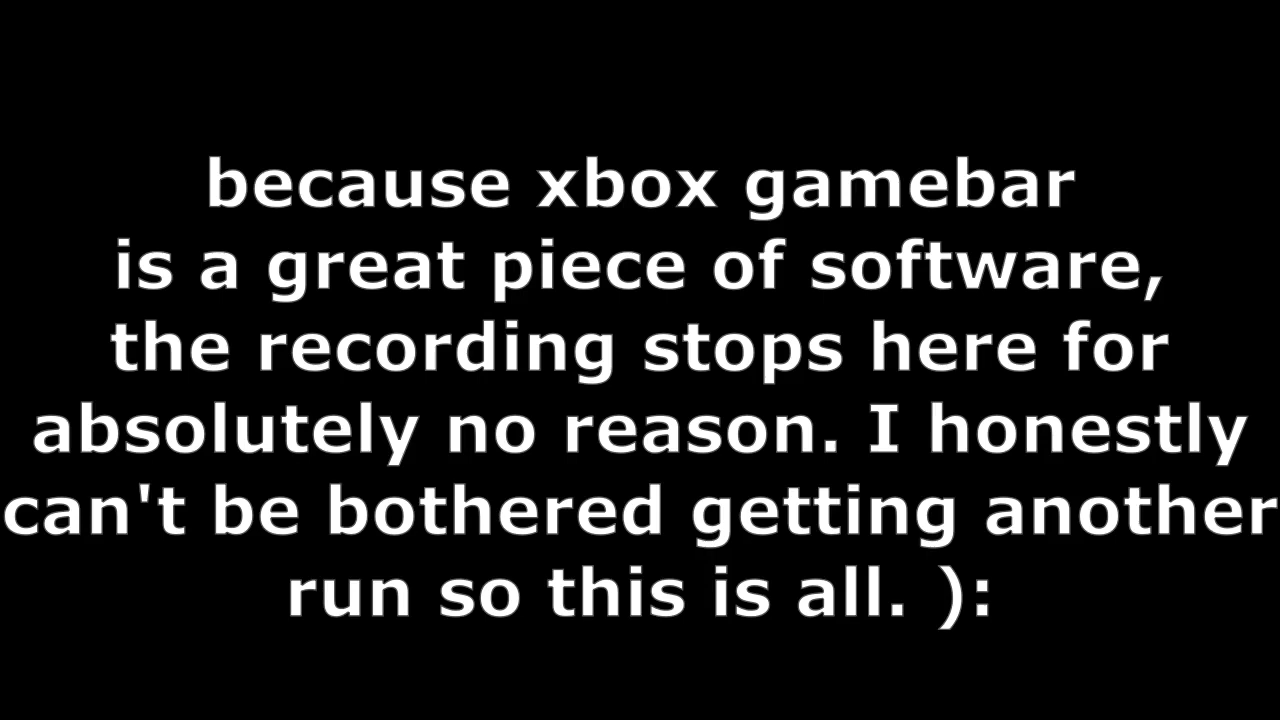 because xbox gamebar
is a great piece of software,
the recording stops here for
absolutely no reason. I honestly
can't be bothered getting another
run so this is all. ):